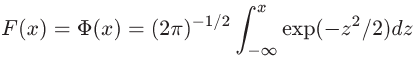 F(x) = Φ(x) = (2π)^{-1/2} ∫_{-∞}^{x} exp(-z^2/2)dz